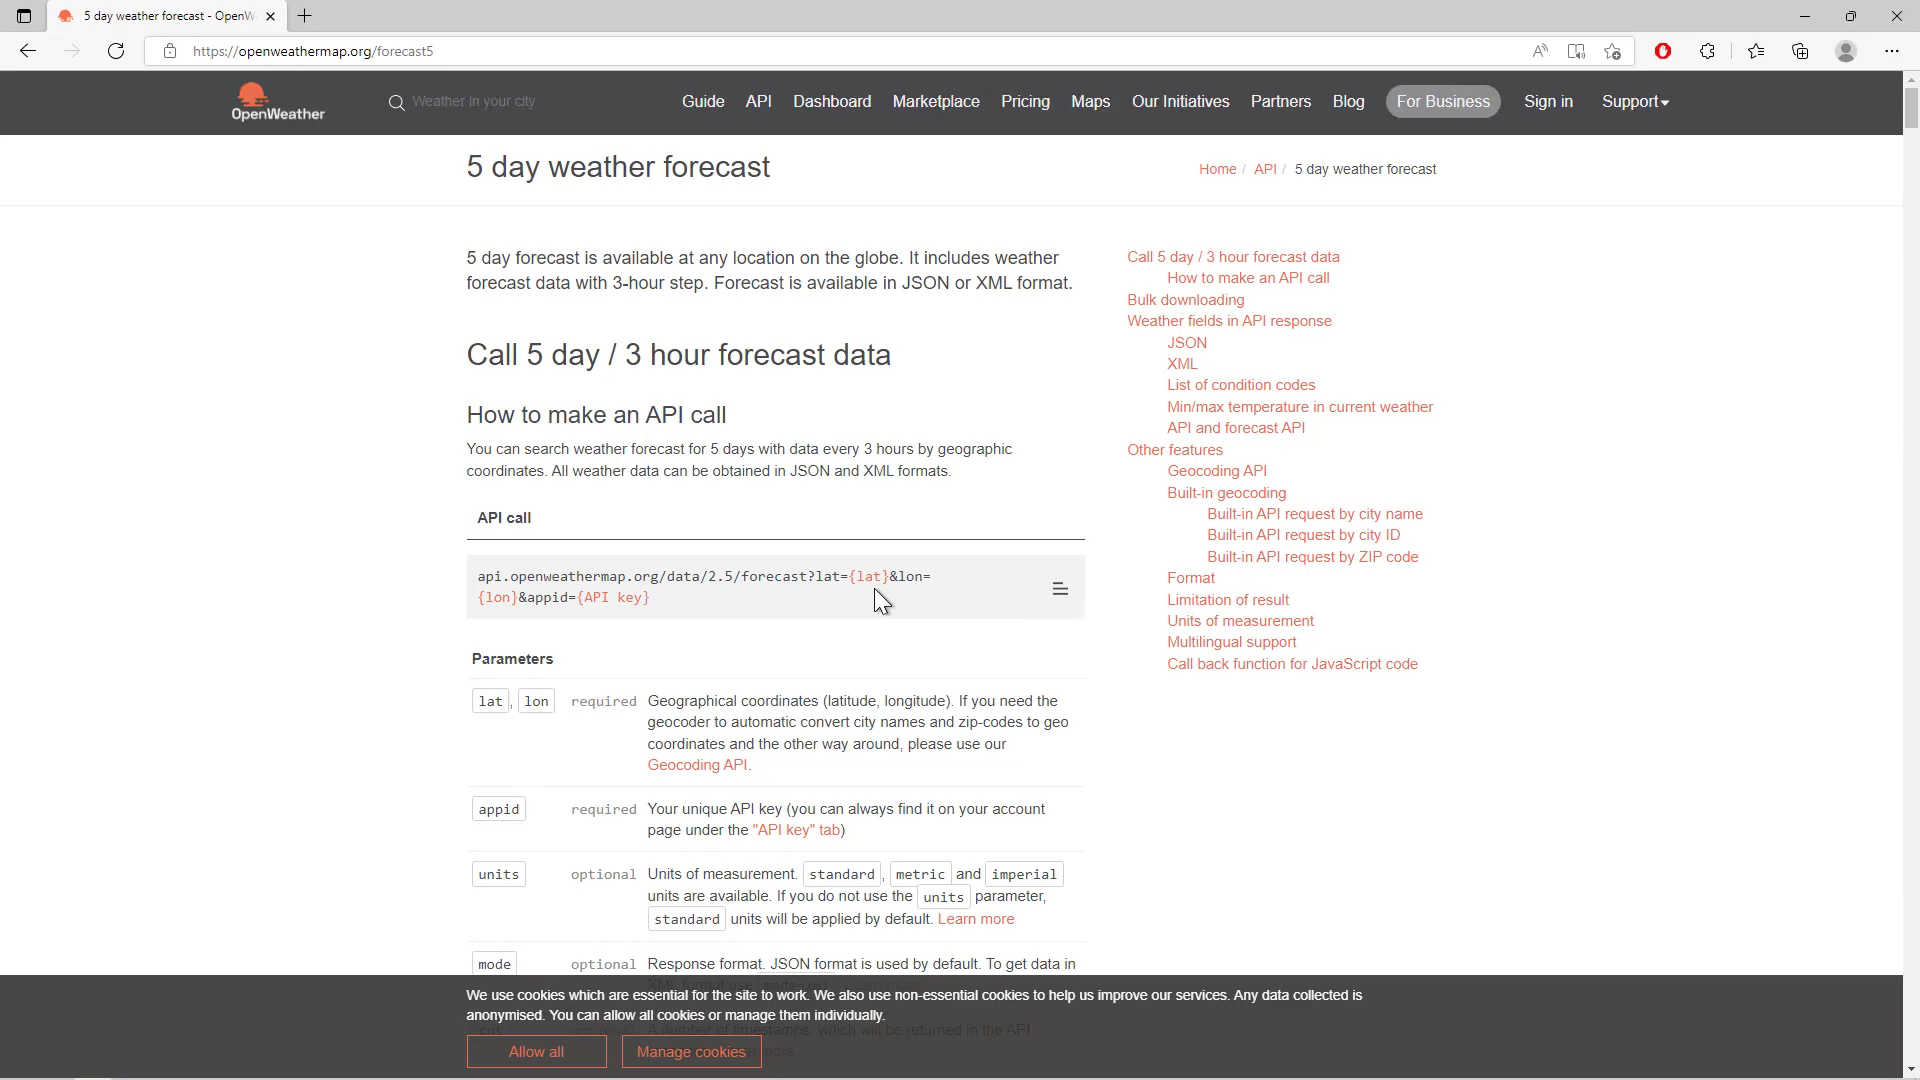 5 day weather forecast - OpenW
https://openweathermap.org/forecast5
OpenWeather
Weather in your city
Guide API Dashboard Marketplace Pricing Maps Our Initiatives Partners Blog For Business Sign in Support
5 day weather forecast
Home / API / 5 day weather forecast
5 day forecast is available at any location on the globe. It includes weather
forecast data with 3-hour step. Forecast is available in JSON or XML format.
Call 5 day / 3 hour forecast data
How to make an API call
You can search weather forecast for 5 days with data every 3 hours by geographic
coordinates. All weather data can be obtained in JSON and XML formats.
API call
api.openweathermap.org/data/2.5/forecast?lat={lat}&lon=
{lon}&appid={API key}
Parameters
lat, lon required Geographical coordinates (latitude, longitude). If you need the
geocoder to automatic convert city names and zip-codes to geo
coordinates and the other way around, please use our
Geocoding API.
appid required Your unique API key (you can always find it on your account
page under the "API key" tab)
units optional Units of measurement. standard, metric and imperial
units are available. If you do not use the units parameter,
standard units will be applied by default. Learn more
mode optional Response format. JSON format is used by default. To get data in
Call 5 day / 3 hour forecast data
How to make an API call
Bulk downloading
Weather fields in API response
JSON
XML
List of condition codes
Min/max temperature in current weather
API and forecast API
Other features
Geocoding API
Built-in geocoding
Built-in API request by city name
Built-in API request by city ID
Built-in API request by ZIP code
Format
Limitation of result
Units of measurement
Multilingual support
Call back function for JavaScript code
We use cookies which are essential for the site to work. We also use non-essential cookies to help us improve our services. Any data collected is
anonymised. You can allow all cookies or manage them individually.
cnt optional A number of timestamps, which will be returned in the API
Allow all Manage cookies